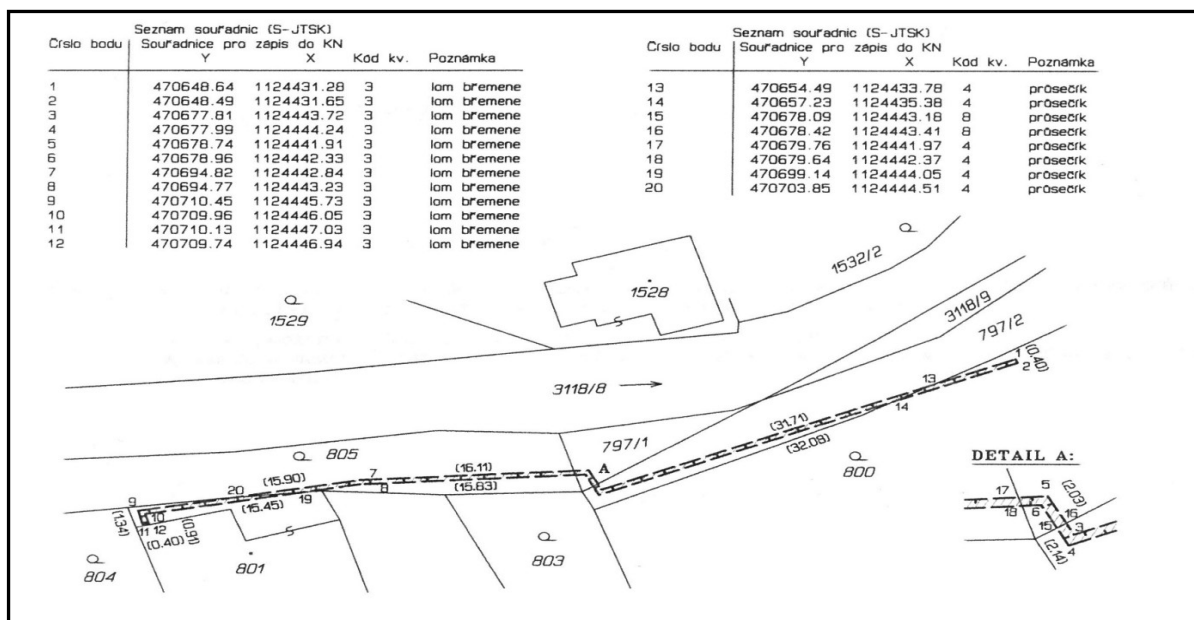 Seznam souřadnic (S-JTSK)
Číslo bodu Souřadnice pro zápis do KN
Y X Kód kv. Poznámka
1 470648.64 1124431.28 3 lom břemene
2 470648.49 1124431.65 3 lom břemene
3 470677.81 1124443.72 3 lom břemene
4 470677.99 1124444.24 3 lom břemene
5 470678.74 1124441.91 3 lom břemene
6 470678.96 1124442.33 3 lom břemene
7 470694.82 1124442.84 3 lom břemene
8 470694.77 1124443.23 3 lom břemene
9 470710.45 1124445.73 3 lom břemene
10 470709.96 1124446.05 3 lom břemene
11 470710.13 1124447.03 3 lom břemene
12 470709.74 1124446.94 3 lom břemene
Seznam souřadnic (S-JTSK)
Číslo bodu Souřadnice pro zápis do KN
Y X Kód kv. Poznámka
13 470654.49 1124433.78 4 průsečík
14 470657.23 1124435.38 4 průsečík
15 470678.09 1124443.18 8 průsečík
16 470678.42 1124443.41 8 průsečík
17 470679.76 1124441.97 4 průsečík
18 470679.64 1124442.37 4 průsečík
19 470699.14 1124444.05 4 průsečík
20 470703.85 1124444.51 4 průsečík
1532/2
1528
1529
3118/9
797/2
3118/8
1
(0.40)
2
13
14
(31.71)
(32.08)
797/1
A
805
800
7
(16.11)
8
(15.63)
(15.90)
20
19
(15.45)
9
10
11 12
(1.34)
(0.91)
(0.40)
804
801
803
DETAIL A:
17
5
(2.03)
18
6
16
15
3
4
(2.14)